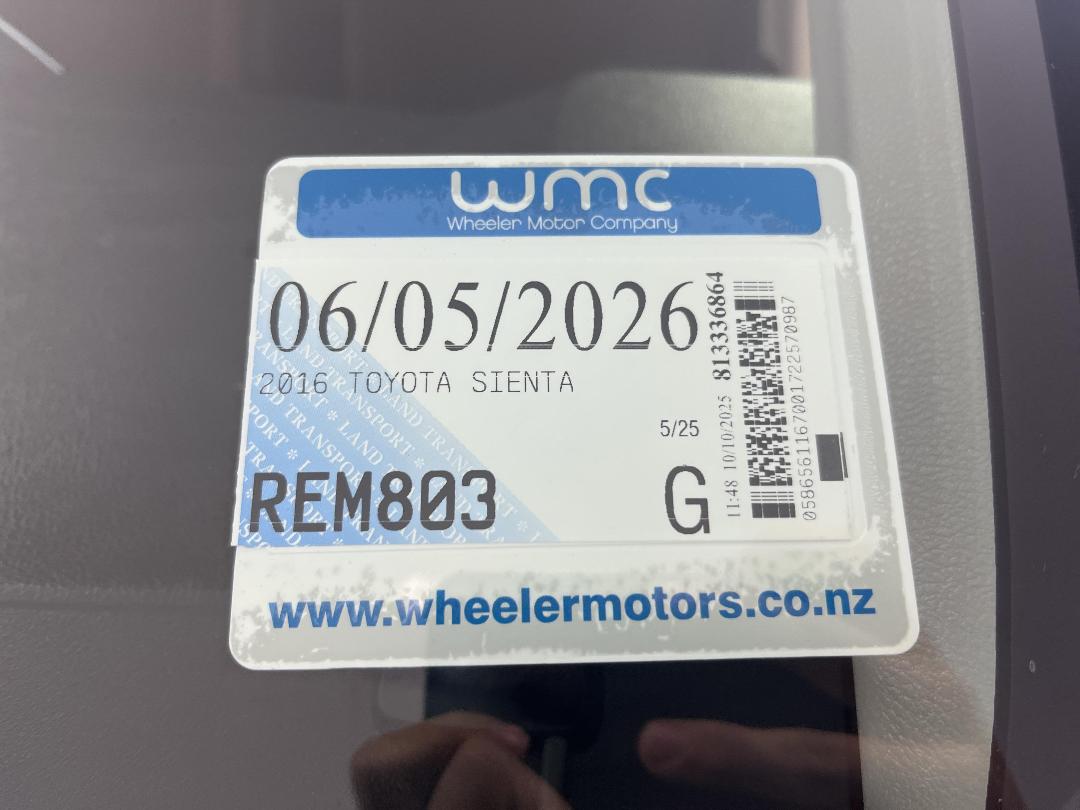 wmc
Wheeler Motor Company
06/05/2026
2016 TOYOTA SIENTA
5/25
REM803
G
11:48 10/10/2025 813336864
0586561167001722570987
www.wheelermotors.co.nz